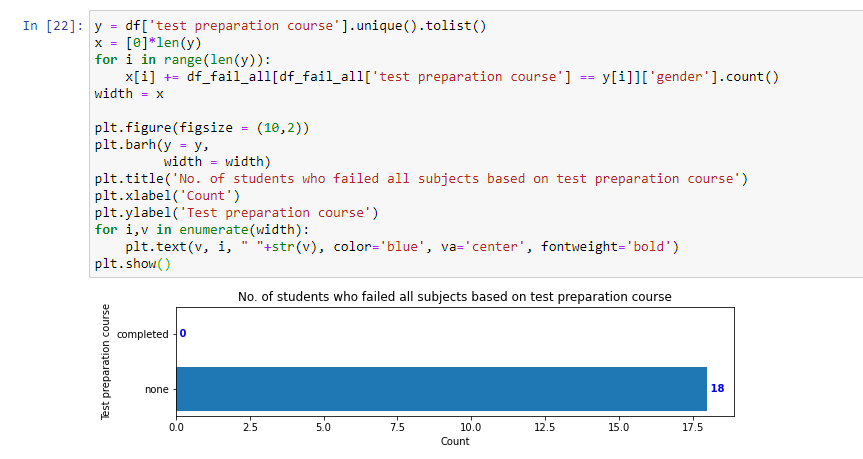 In [22]: y = df['test preparation course'].unique().tolist()
x = [0]*len(y)
for i in range(len(y)):
    x[i] += df_fail_all[df_fail_all['test preparation course'] == y[i]]['gender'].count()
width = x

plt.figure(figsize = (10,2))
plt.barh(y = y,
         width = width)
plt.title('No. of students who failed all subjects based on test preparation course')
plt.xlabel('Count')
plt.ylabel('Test preparation course')
for i,v in enumerate(width):
    plt.text(v, i, " "+str(v), color='blue', va='center', fontweight='bold')
plt.show()
No. of students who failed all subjects based on test preparation course
Test preparation course
completed 0
none 18
0.0 2.5 5.0 7.5 10.0 12.5 15.0 17.5
Count